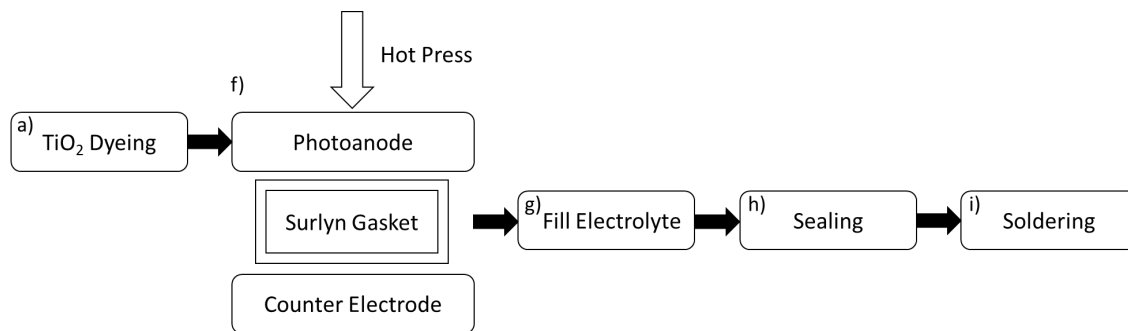 Hot Press
f)
a)
TiO₂ Dyeing
Photoanode
Surlyn Gasket
g)
Fill Electrolyte
h)
Sealing
i)
Soldering
Counter Electrode